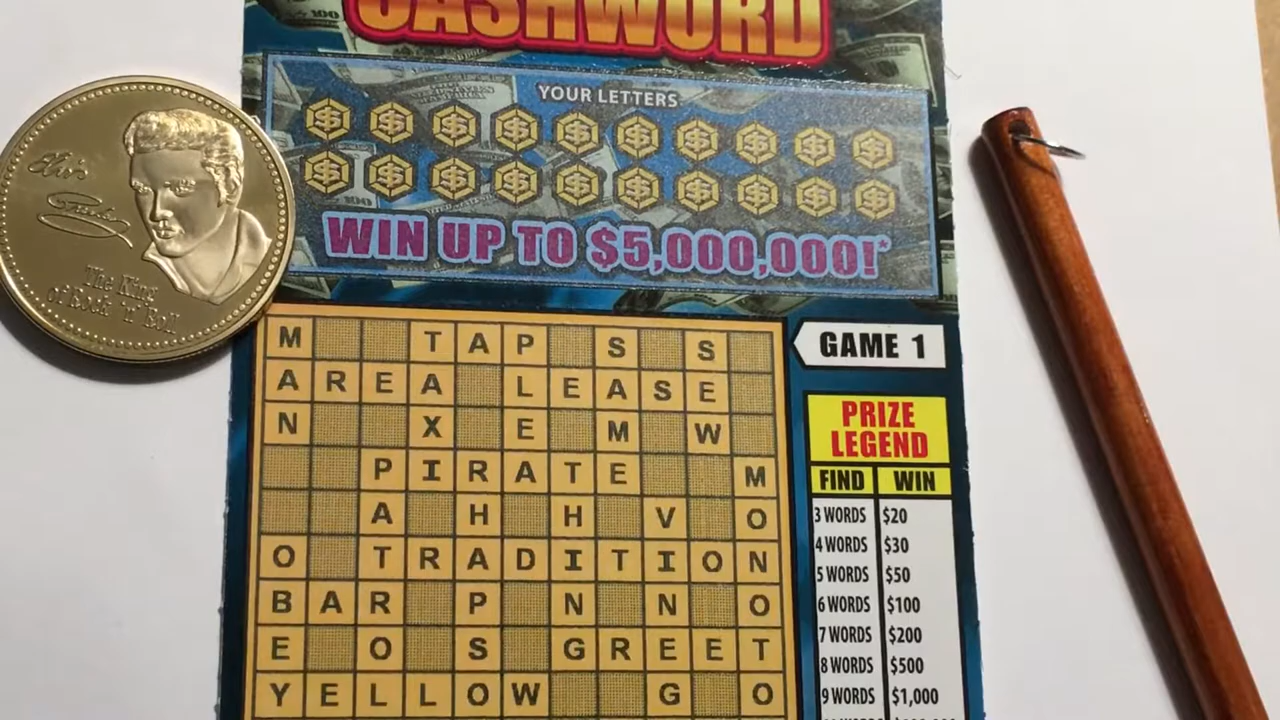 CASHWORD
YOUR LETTERS
WIN UP TO $5,000,000!*
Elvis
The King
of Rock 'n' Roll
GAME 1
PRIZE
LEGEND
FIND WIN
3 WORDS $20
4 WORDS $30
5 WORDS $50
6 WORDS $100
7 WORDS $200
8 WORDS $500
9 WORDS $1,000
M T A P S S
A R E A L E A S E
N X E M W
P I R A T E M
A H H V O
O T R A D I T I O N
B A R P N N O
E O S G R E E T
Y E L L O W G O